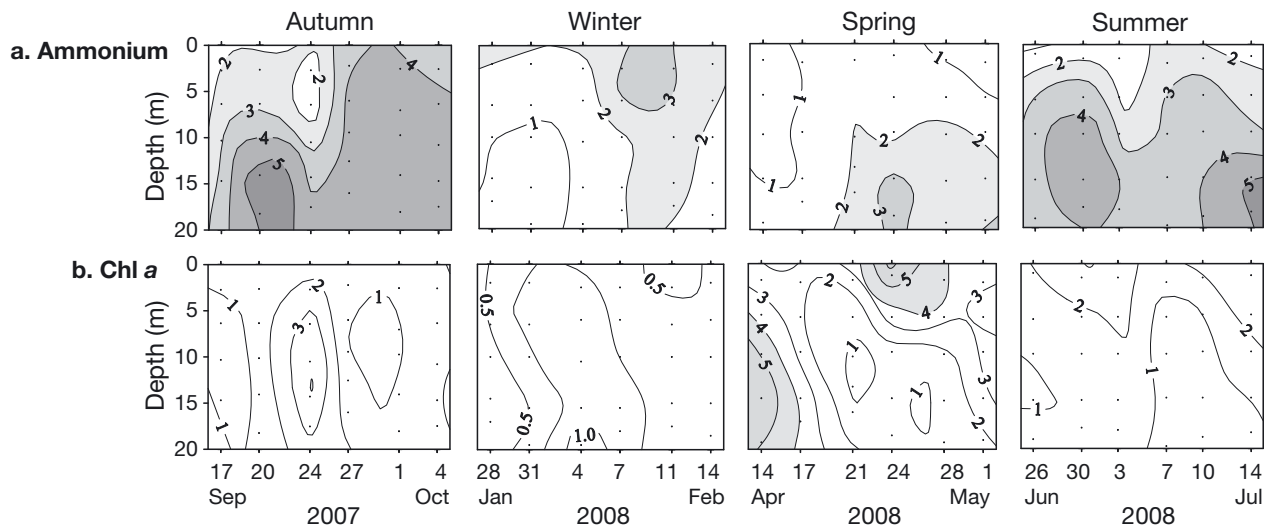 Autumn Winter Spring Summer
a. Ammonium
0 5 10 15 20
Depth (m)
2 2 3 4 5 4
1 2 3 2
1 1 1 2 2 2 3
2 2 3 4 4 5
b. Chl a
0 5 10 15 20
Depth (m)
1 1 2 3 1
0.5 0.5 1.0 0.5
3 4 5 2 1 1 5 4 3 3 2
2 1 1 2
17 20 24 27 1 4 28 31 4 7 11 14 14 17 21 24 28 1 26 30 3 7 10 14
Sep Oct Jan Feb Apr May Jun Jul
2007 2008 2008 2008